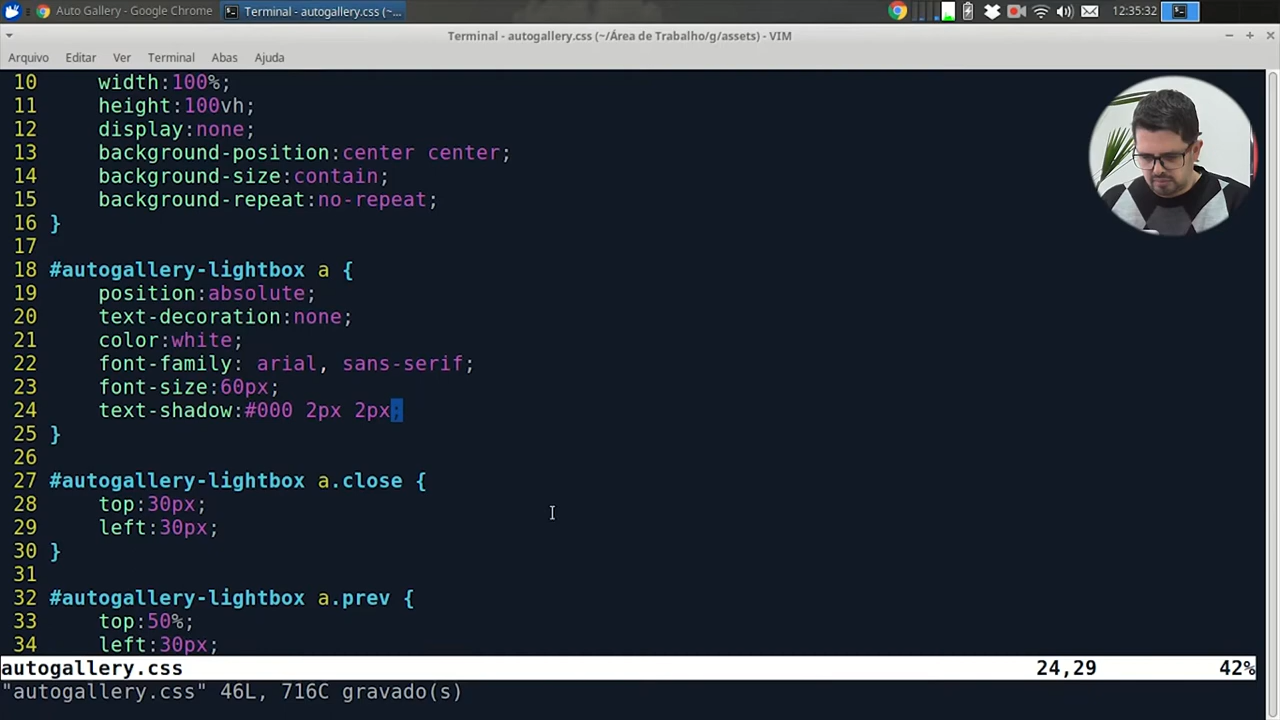 Auto Gallery - Google Chrome
Terminal - autogallery.css (~...
12:35:32
Terminal - autogallery.css (~/Área de Trabalho/g/assets) - VIM
Arquivo Editar Ver Terminal Abas Ajuda
10 width:100%;
11 height:100vh;
12 display:none;
13 background-position:center center;
14 background-size:contain;
15 background-repeat:no-repeat;
16 }
17
18 #autogallery-lightbox a {
19 position:absolute;
20 text-decoration:none;
21 color:white;
22 font-family: arial, sans-serif;
23 font-size:60px;
24 text-shadow:#000 2px 2px;
25 }
26
27 #autogallery-lightbox a.close {
28 top:30px;
29 left:30px;
30 }
31
32 #autogallery-lightbox a.prev {
33 top:50%;
34 left:30px;
autogallery.css 24,29 42%
"autogallery.css" 46L, 716C gravado(s)